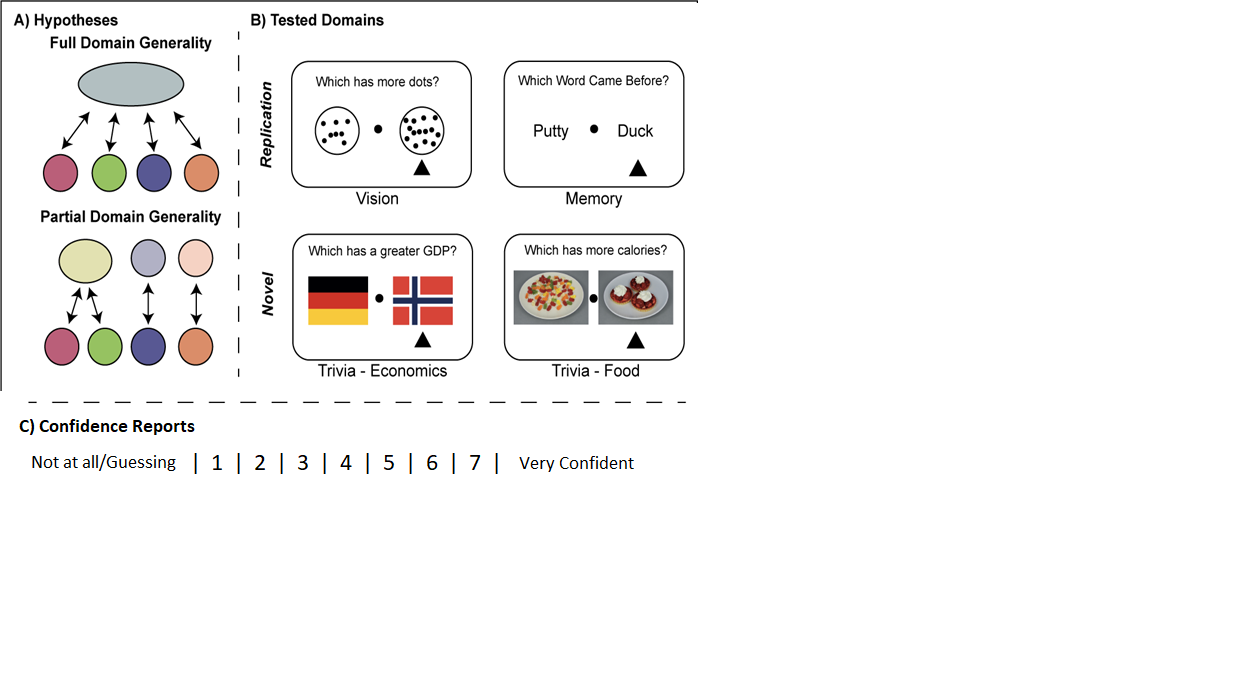 A) Hypotheses
Full Domain Generality
Partial Domain Generality
B) Tested Domains
Replication
Which has more dots?
Vision
Which Word Came Before?
Putty Duck
Memory
Novel
Which has a greater GDP?
Trivia - Economics
Which has more calories?
Trivia - Food
C) Confidence Reports
Not at all/Guessing | 1 | 2 | 3 | 4 | 5 | 6 | 7 | Very Confident